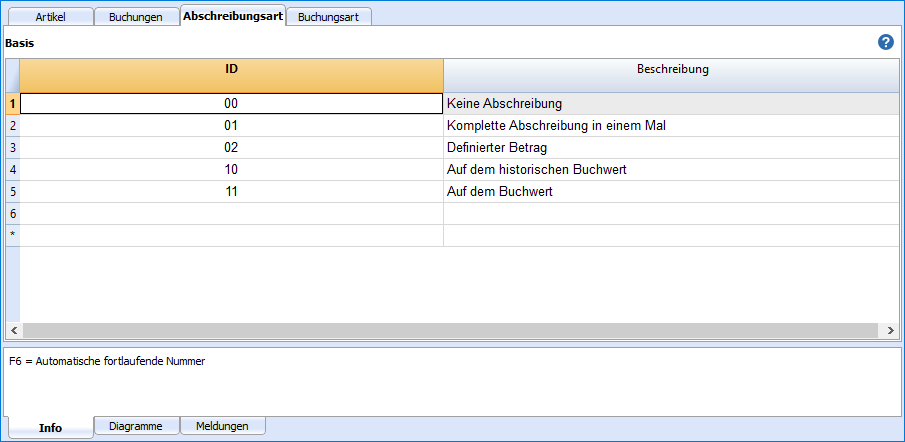 Artikel Buchungen Abschreibungsart Buchungsart
Basis ?
ID Beschreibung
1 00 Keine Abschreibung
2 01 Komplette Abschreibung in einem Mal
3 02 Definierter Betrag
4 10 Auf dem historischen Buchwert
5 11 Auf dem Buchwert
6
*
F6 = Automatische fortlaufende Nummer
Info Diagramme Meldungen